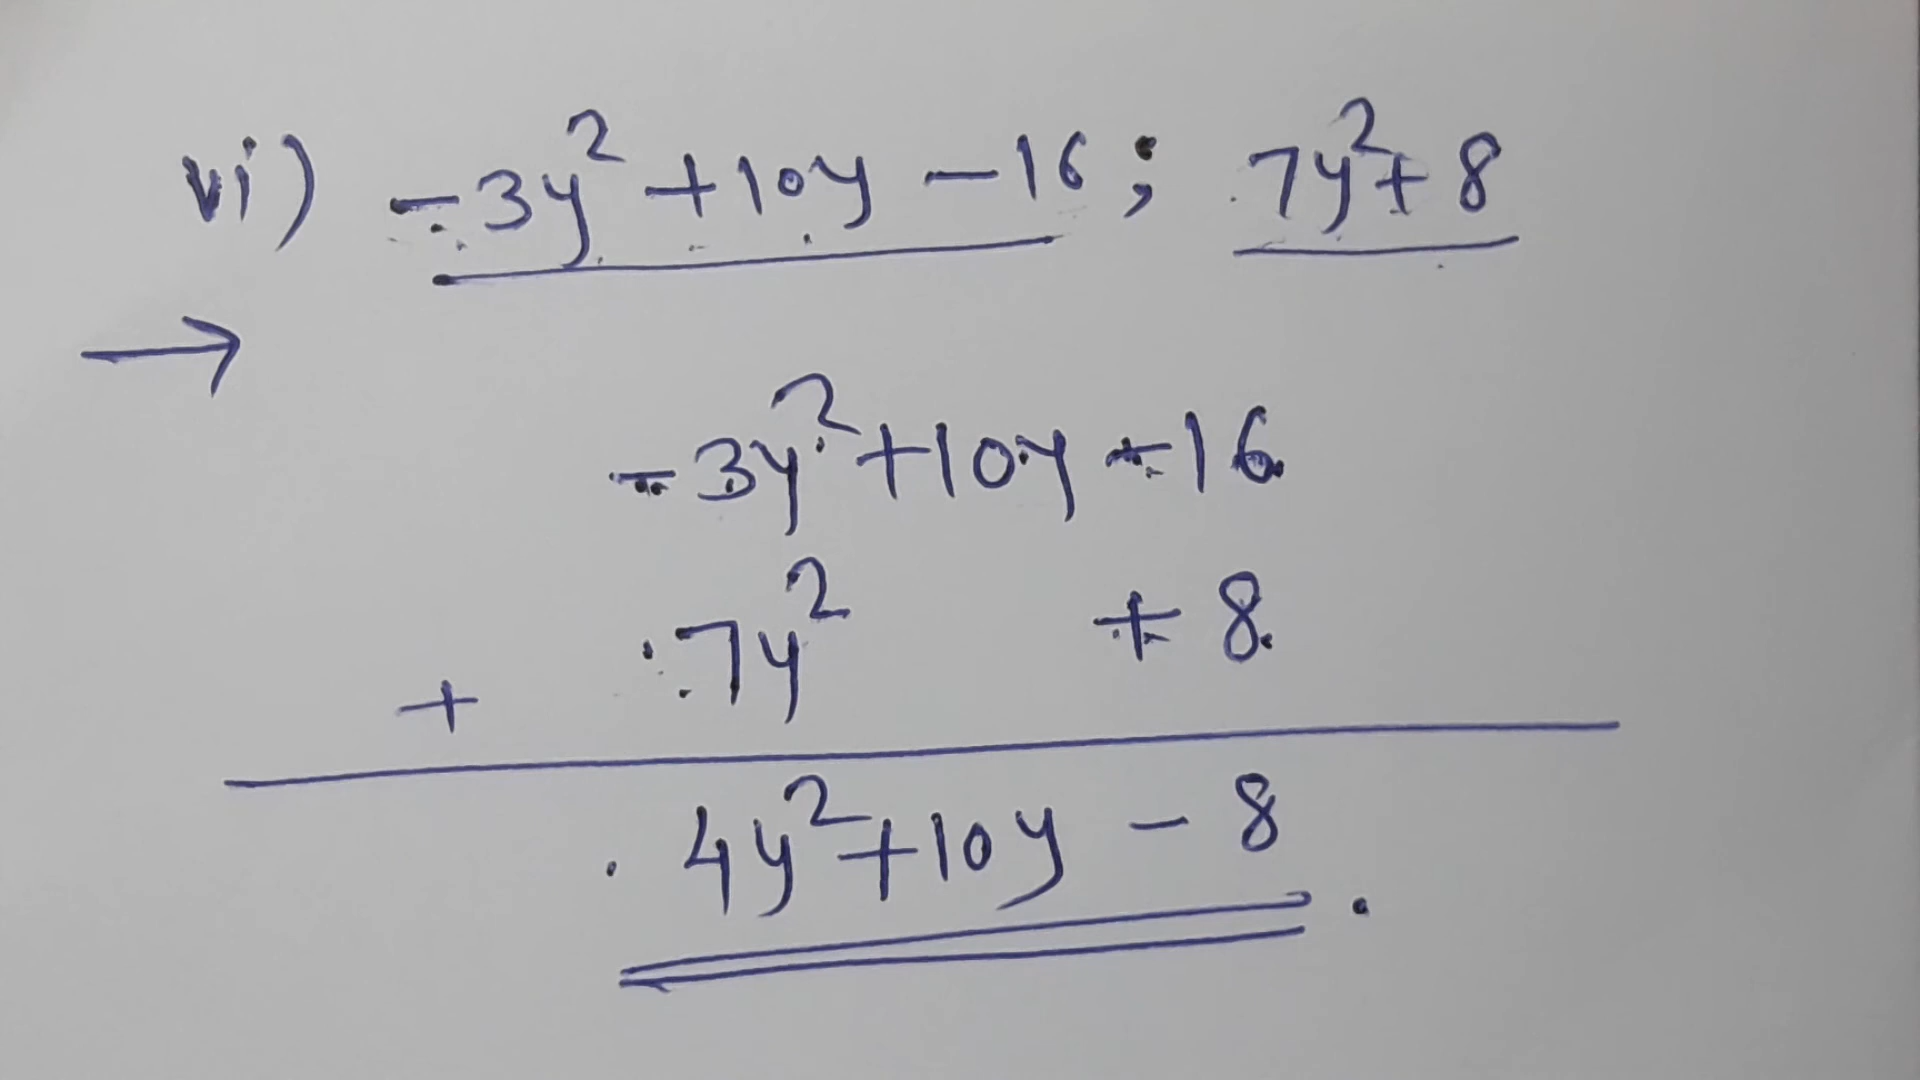 vi) -3y² +10y -16 ; 7y²+8
→
-3y²+10y -16
+ 7y² + 8
4y²+10y - 8 .